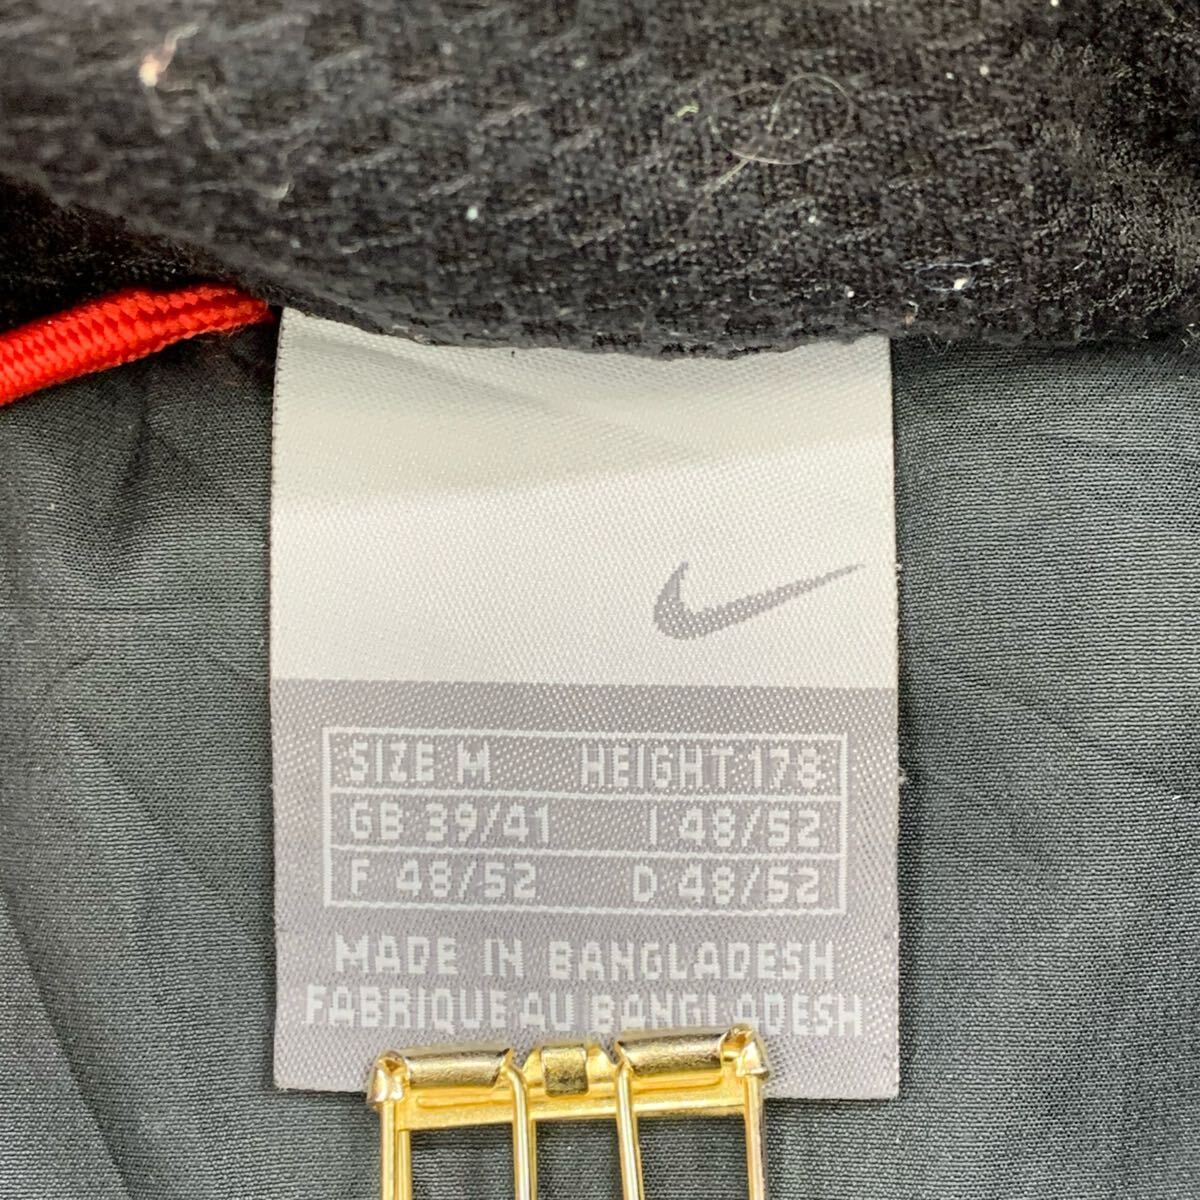 SIZE M HEIGHT 178
GB 39/41 I 48/52
F 48/52 D 48/52
MADE IN BANGLADESH
FABRIQUE AU BANGLADESH